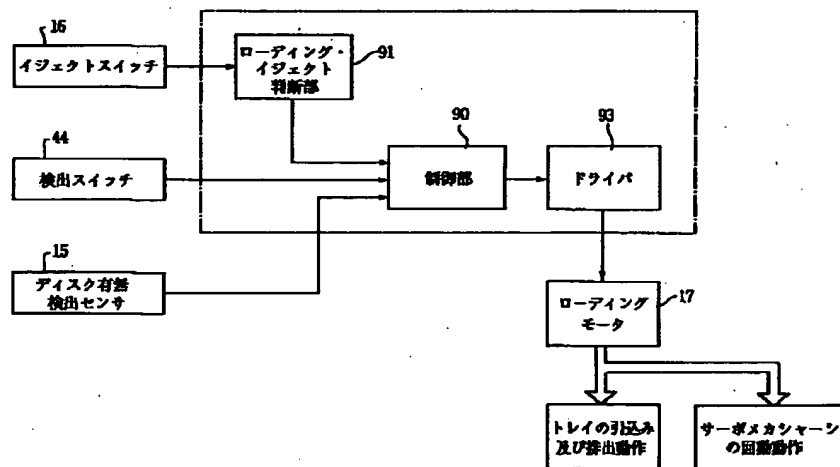 16
イジェクトスイッチ
ローディング・
イジェクト
判断部
91
44
検出スイッチ
90
制御部
93
ドライバ
15
ディスク有無
検出センサ
ローディング
モータ
17
トレイの引込み
及び排出動作
サーボメカシャーシ
の回動動作